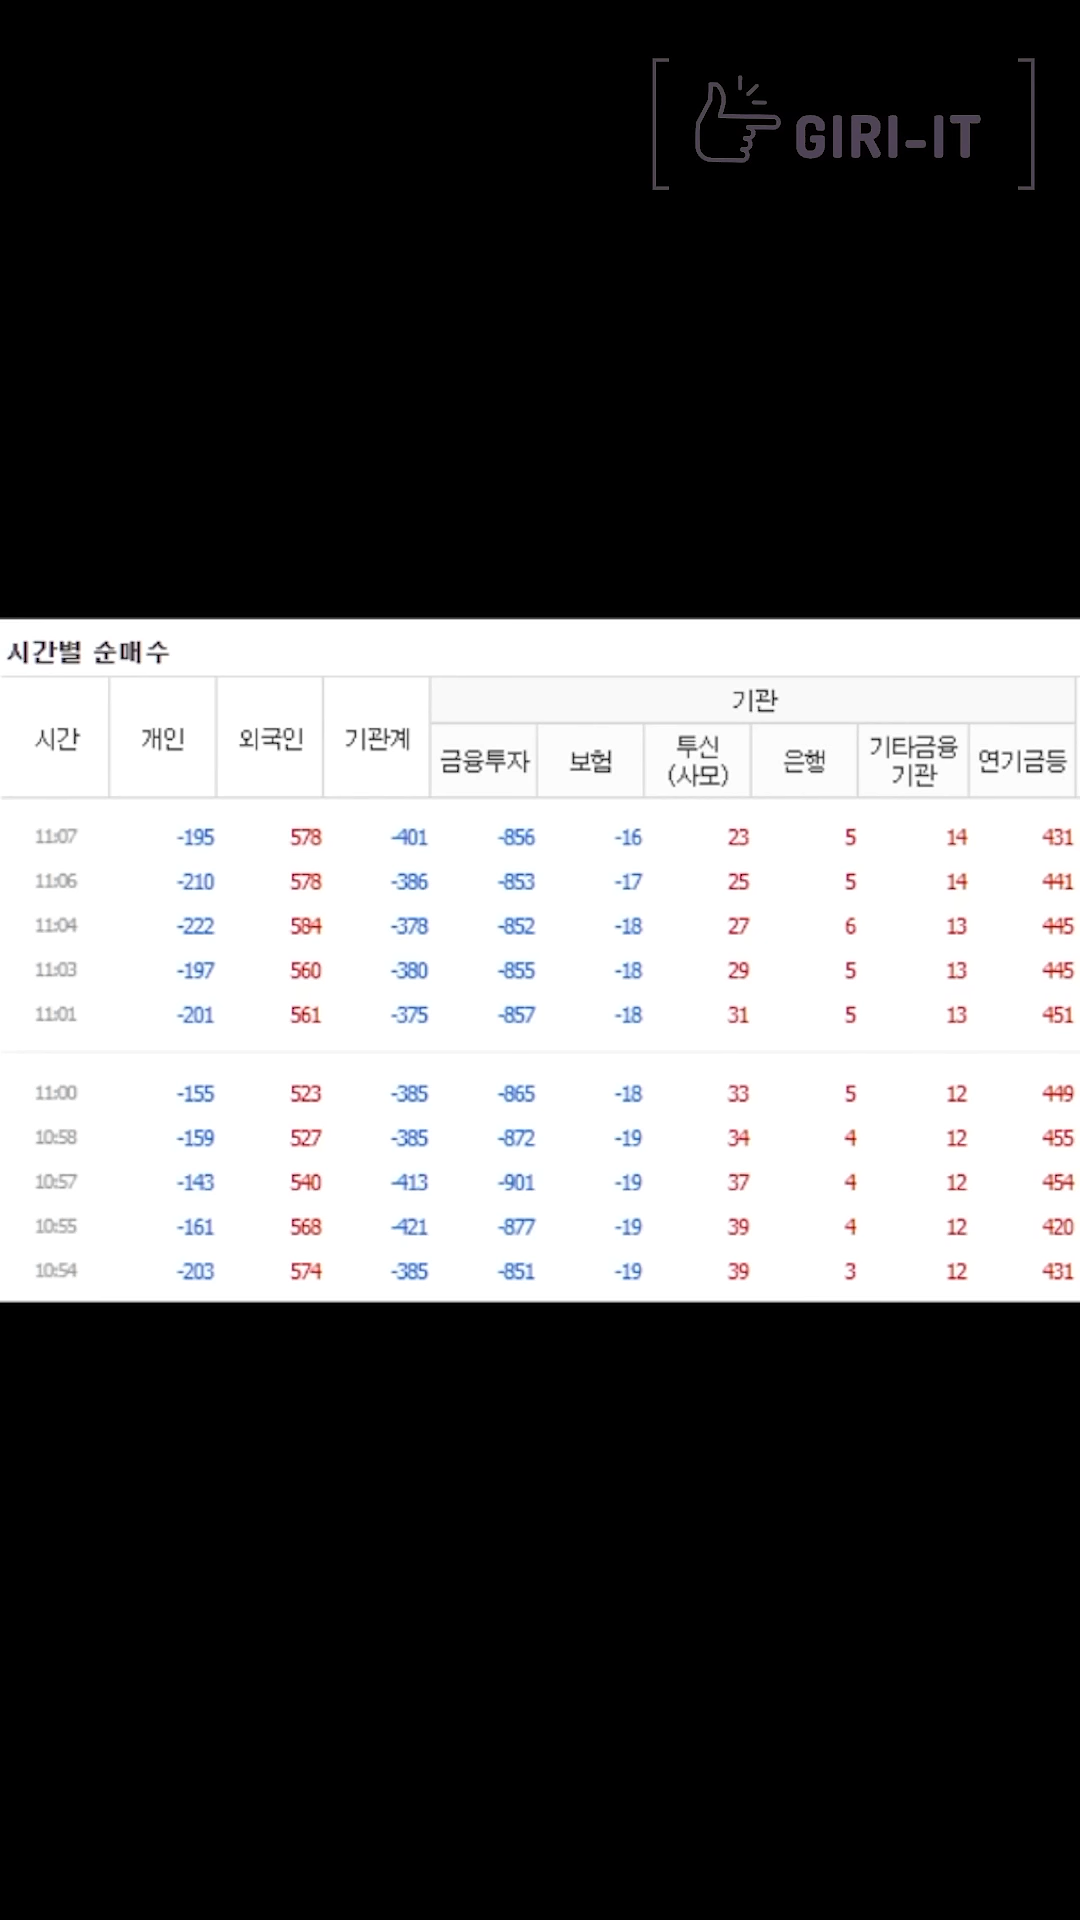 GIRI-IT
시간별 순매수
시간 개인 외국인 기관계 기관
금융투자 보험 투신(사모) 은행 기타금융기관 연기금등
11:07 -195 578 -401 -856 -16 23 5 14 431
11:06 -210 578 -386 -853 -17 25 5 14 441
11:04 -222 584 -378 -852 -18 27 6 13 445
11:03 -197 560 -380 -855 -18 29 5 13 445
11:01 -201 561 -375 -857 -18 31 5 13 451
11:00 -155 523 -385 -865 -18 33 5 12 449
10:58 -159 527 -385 -872 -19 34 4 12 455
10:57 -143 540 -413 -901 -19 37 4 12 454
10:55 -161 568 -421 -877 -19 39 4 12 420
10:54 -203 574 -385 -851 -19 39 3 12 431